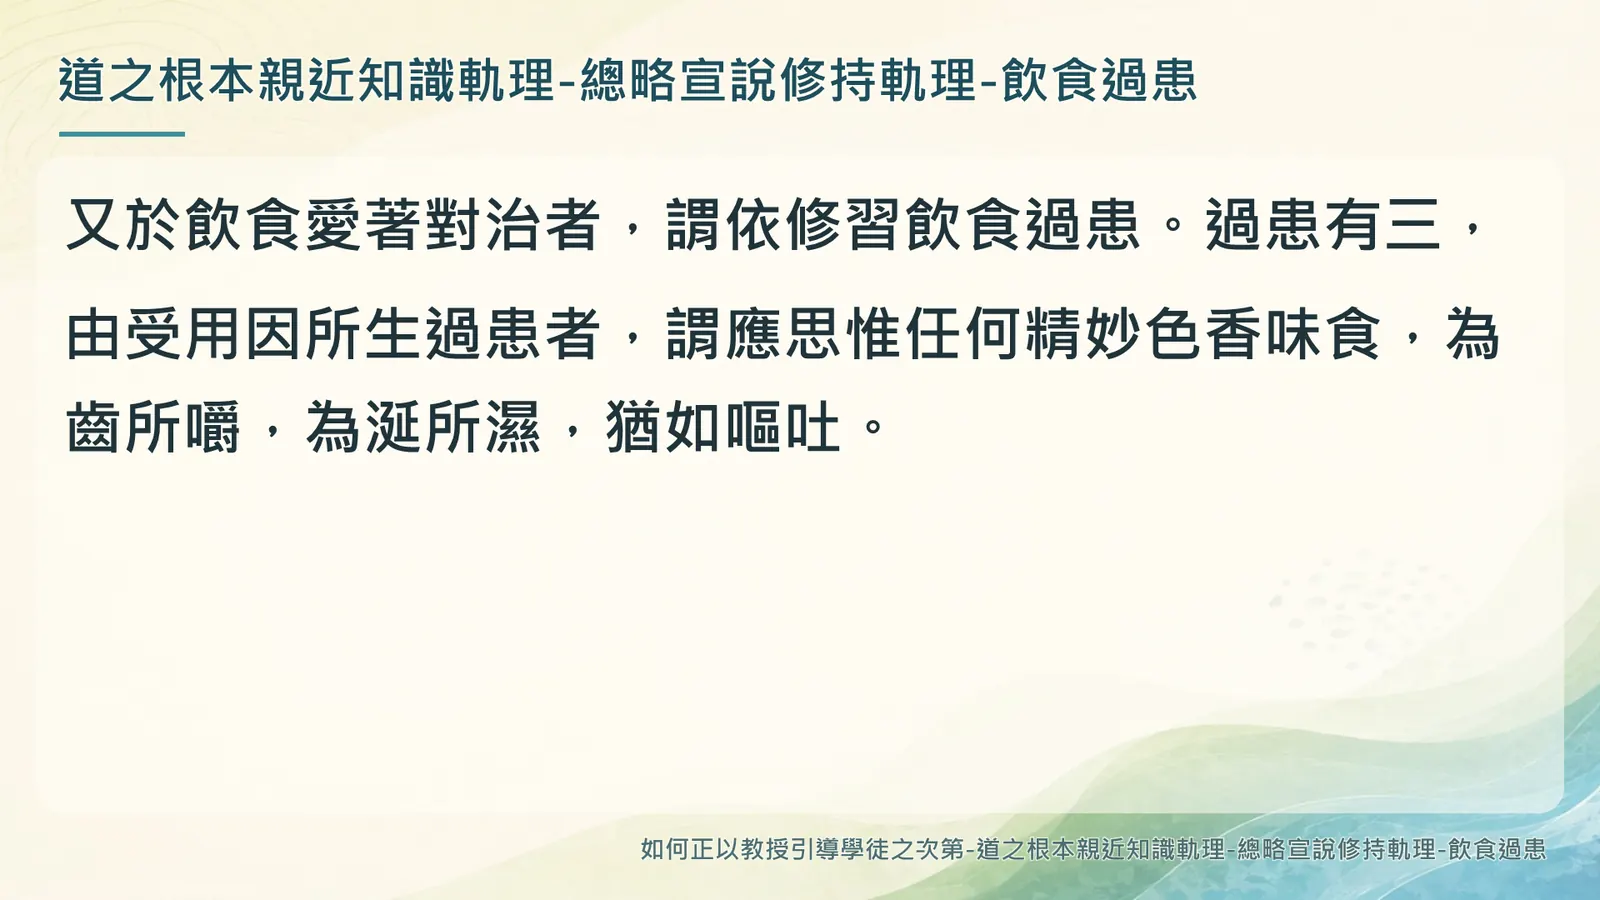 道之根本親近知識軌理-總略宣說修持軌理-飲食過患
又於飲食愛著對治者，謂依修習飲食過患。過患有三，
由受用因所生過患者，謂應思惟任何精妙色香味食，為
齒所嚼，為涎所濕，猶如嘔吐。
如何正以教授引導學徒之次第-道之根本親近知識軌理-總略宣說修持軌理-飲食過患